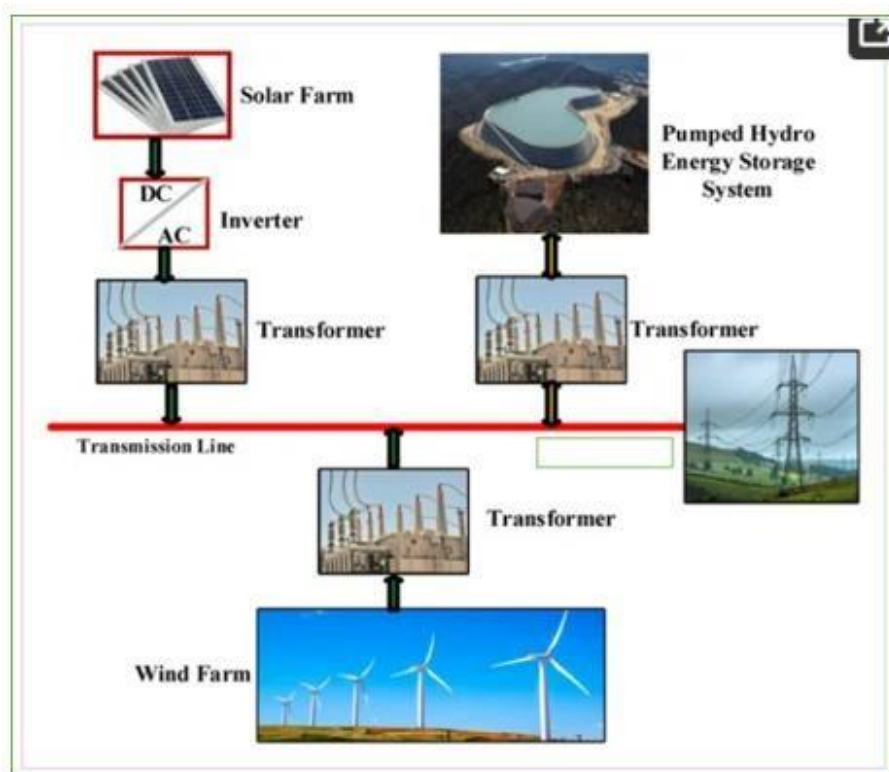 Solar Farm
DC
AC
Inverter
Transformer
Pumped Hydro
Energy Storage
System
Transformer
Transmission Line
Transformer
Wind Farm